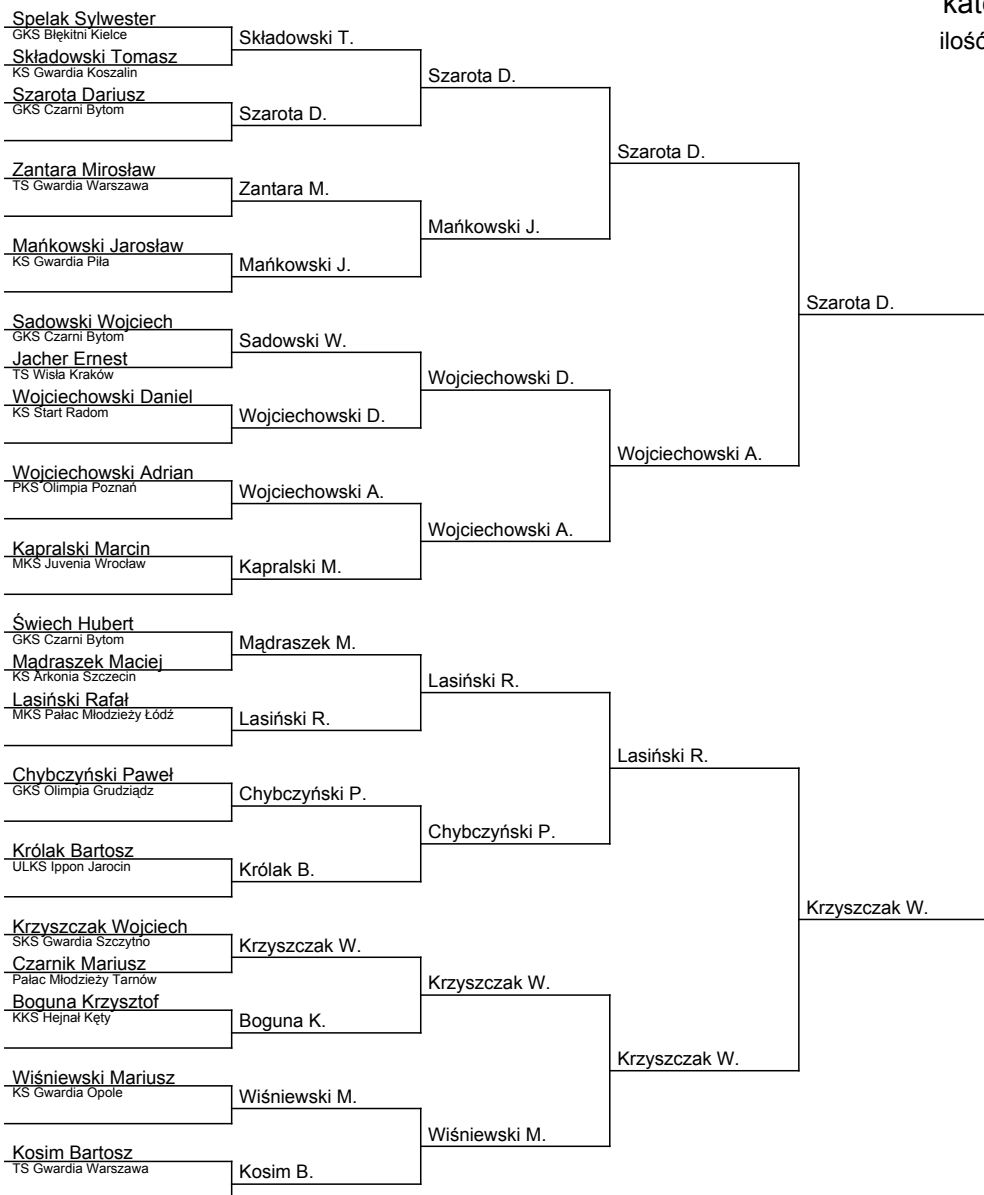 kat
ilość
Spelak Sylwester
GKS Błękitni Kielce
Składowski T.
Składowski Tomasz
KS Gwardia Koszalin
Szarota D.
Szarota Dariusz
GKS Czarni Bytom
Szarota D.
Szarota D.
Zantara Mirosław
TS Gwardia Warszawa
Zantara M.
Mańkowski J.
Mańkowski Jarosław
KS Gwardia Piła
Mańkowski J.
Szarota D.
Sadowski Wojciech
GKS Czarni Bytom
Sadowski W.
Jacher Ernest
TS Wisła Kraków
Wojciechowski D.
Wojciechowski Daniel
KS Start Radom
Wojciechowski D.
Wojciechowski A.
Wojciechowski Adrian
PKS Olimpia Poznań
Wojciechowski A.
Wojciechowski A.
Kapralski Marcin
MKS Juvenia Wrocław
Kapralski M.
Świech Hubert
GKS Czarni Bytom
Mądraszek M.
Mądraszek Maciej
KS Arkonia Szczecin
Lasiński R.
Lasiński Rafał
MKS Pałac Młodzieży Łódź
Lasiński R.
Lasiński R.
Chybczyński Paweł
GKS Olimpia Grudziądz
Chybczyński P.
Chybczyński P.
Królak Bartosz
ULKS Ippon Jarocin
Królak B.
Krzyszczak W.
Krzyszczak Wojciech
SKS Gwardia Szczytno
Krzyszczak W.
Czarnik Mariusz
Pałac Młodzieży Tarnów
Krzyszczak W.
Boguna Krzysztof
KKS Hejnał Kęty
Boguna K.
Krzyszczak W.
Wiśniewski Mariusz
KS Gwardia Opole
Wiśniewski M.
Wiśniewski M.
Kosim Bartosz
TS Gwardia Warszawa
Kosim B.